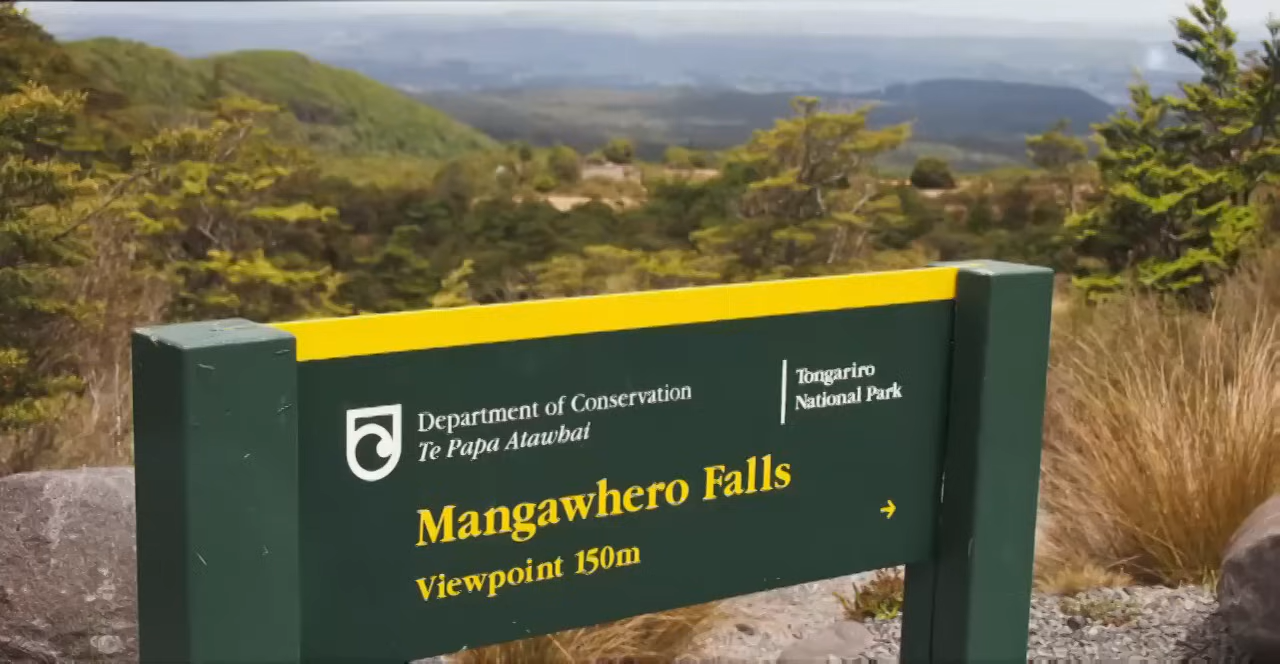 Department of Conservation
Te Papa Atawhai
Tongariro
National Park
Mangawhero Falls
→
Viewpoint 150m